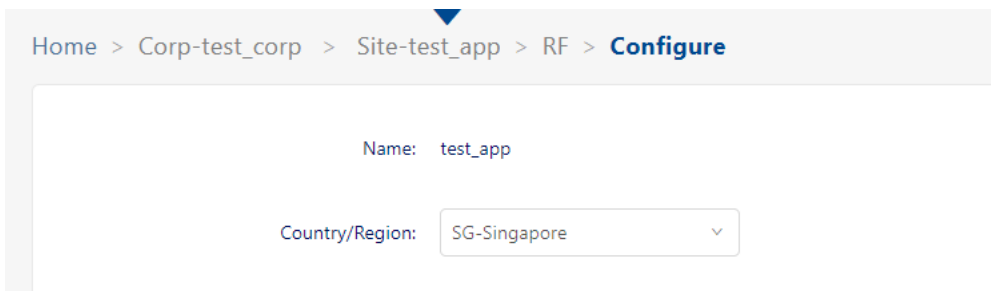 Home > Corp-test_corp > Site-test_app > RF > Configure
Name: test_app
Country/Region: SG-Singapore